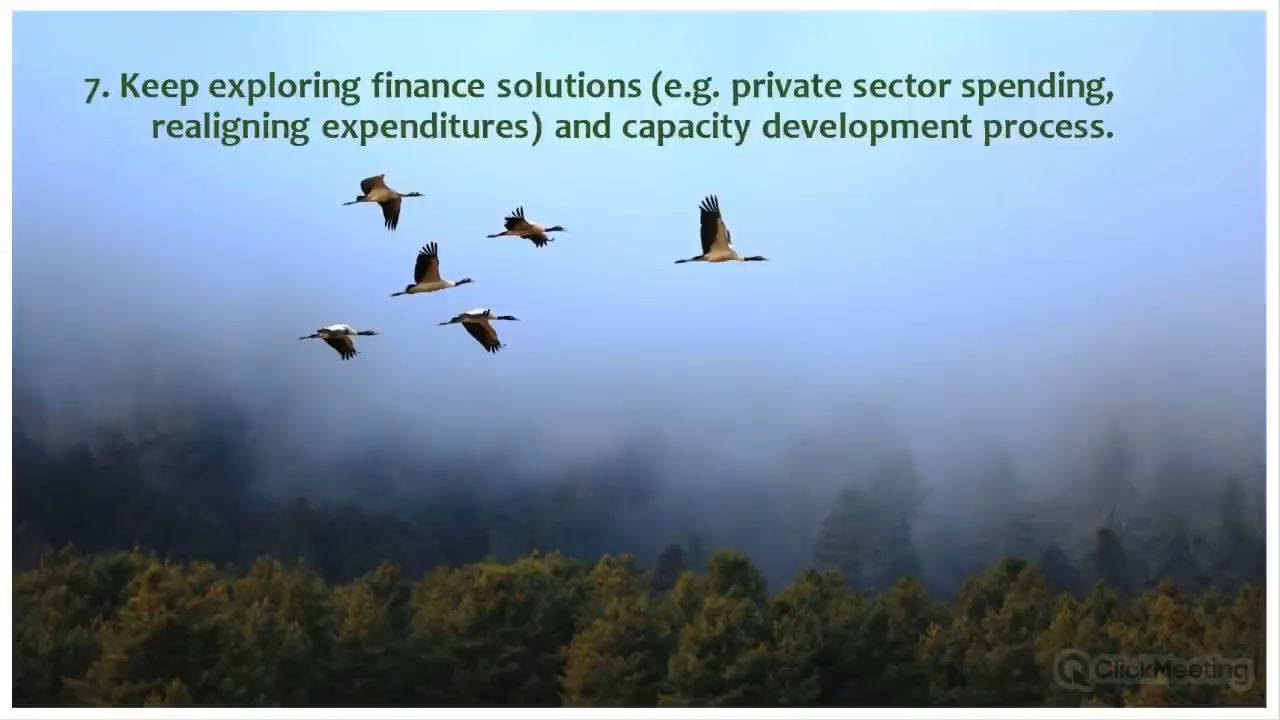 7. Keep exploring finance solutions (e.g. private sector spending,
realigning expenditures) and capacity development process.
ClickMeeting